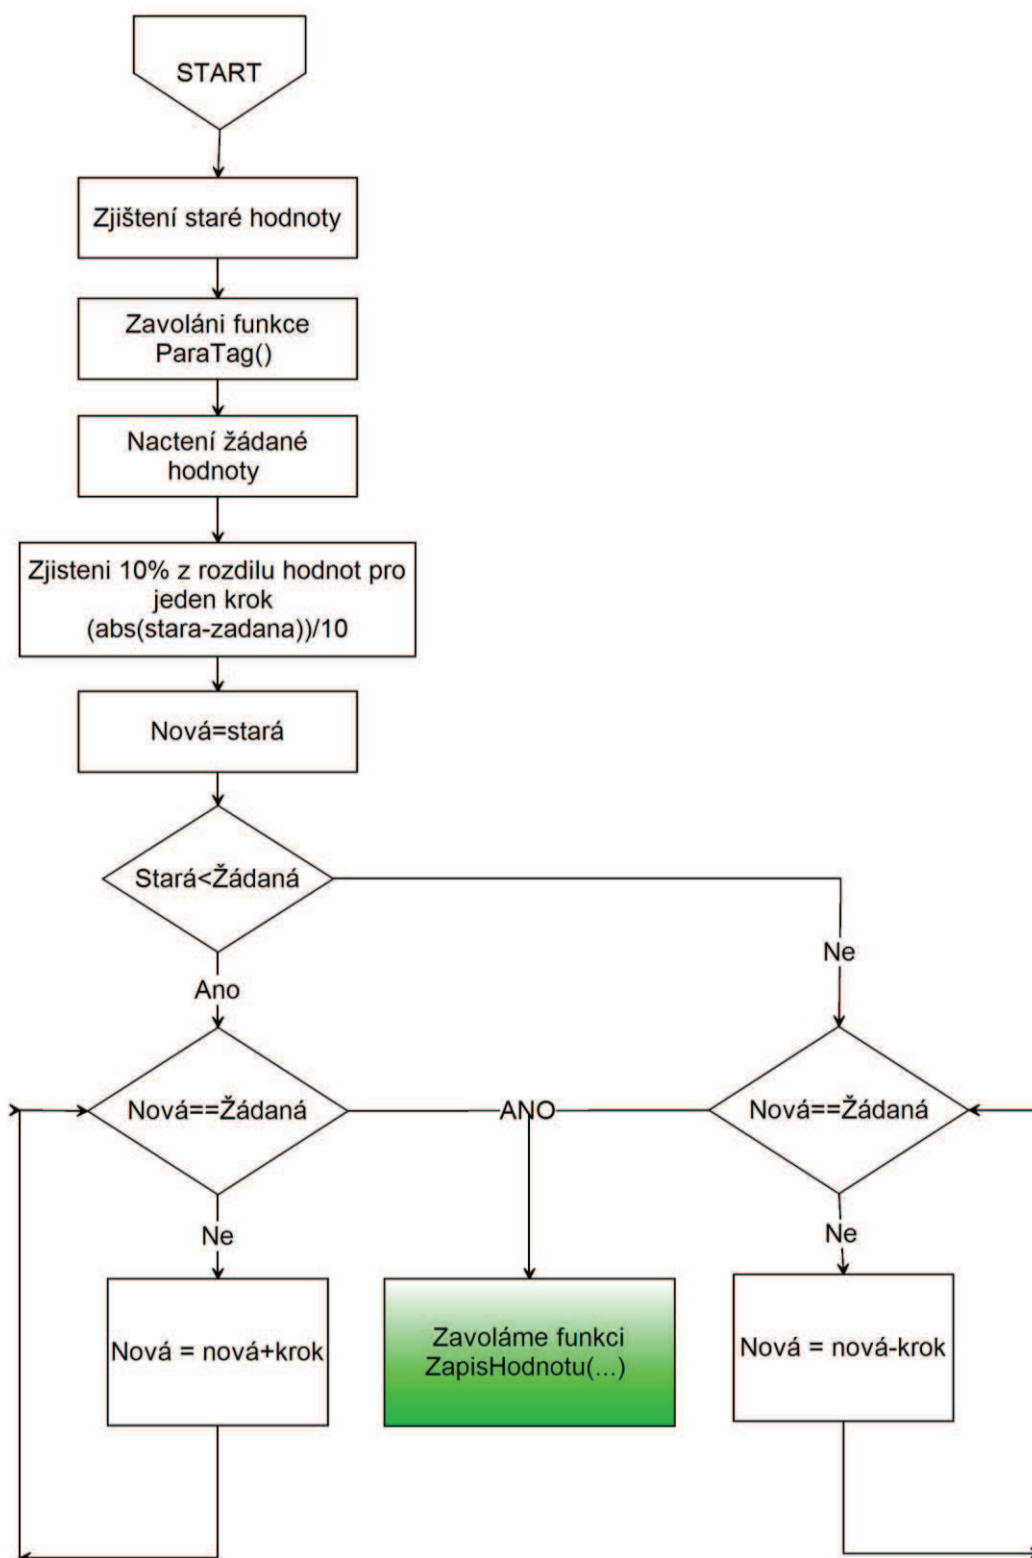 START
Zjištení staré hodnoty
Zavoláni funkce
ParaTag()
Nactení žádané
hodnoty
Zjisteni 10% z rozdilu hodnot pro
jeden krok
(abs(stara-zadana))/10
Nová=stará
Stará<Žádaná
Ne
Ano
Nová==Žádaná
ANO
Nová==Žádaná
Ne
Ne
Nová = nová+krok
Zavoláme funkci
ZapisHodnotu(...)
Nová = nová-krok